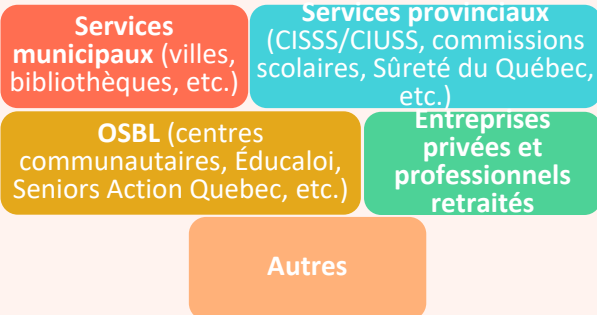 Services
municipaux (villes,
bibliothèques, etc.)
Services provinciaux
(CISSS/CIUSS, commissions
scolaires, Sûreté du Québec,
etc.)
OSBL (centres
communautaires, Éducaloi,
Seniors Action Quebec, etc.)
Entreprises
privées et
professionnels
retraités
Autres